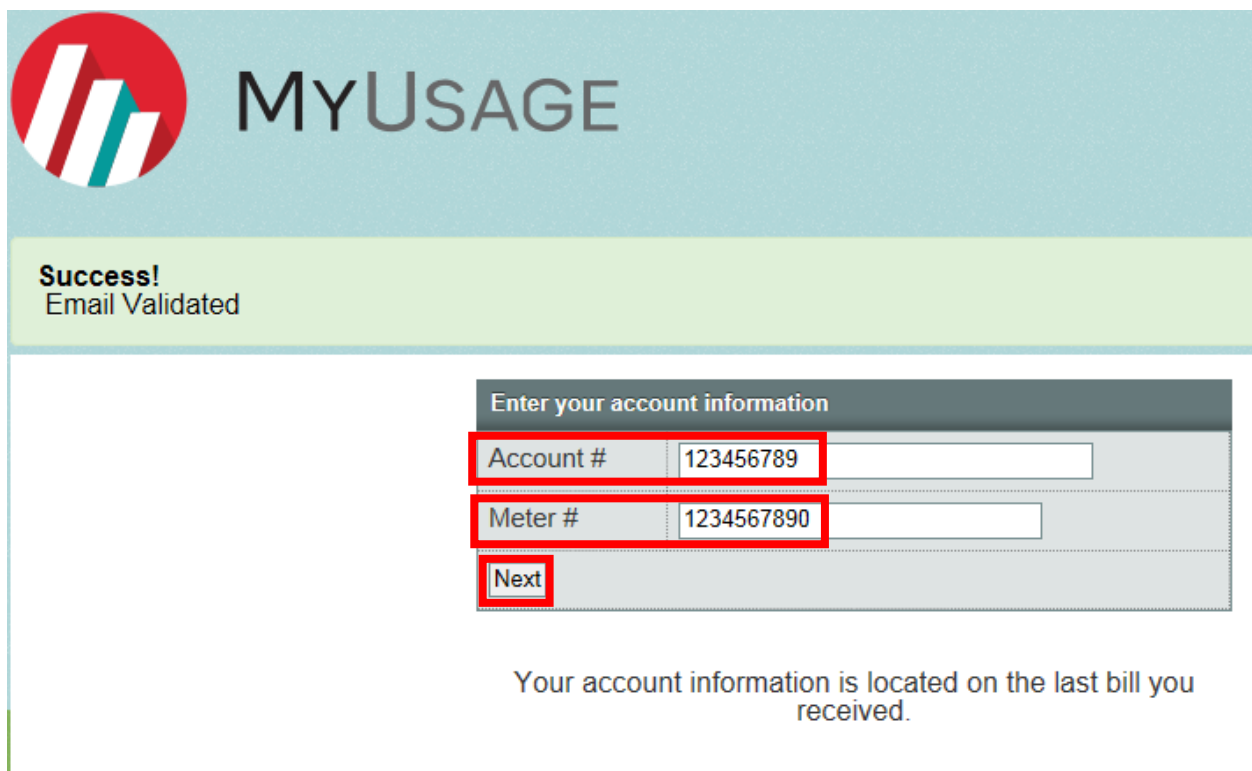 MYUSAGE
Success!
Email Validated
Enter your account information
Account # 123456789
Meter # 1234567890
Next
Your account information is located on the last bill you
received.